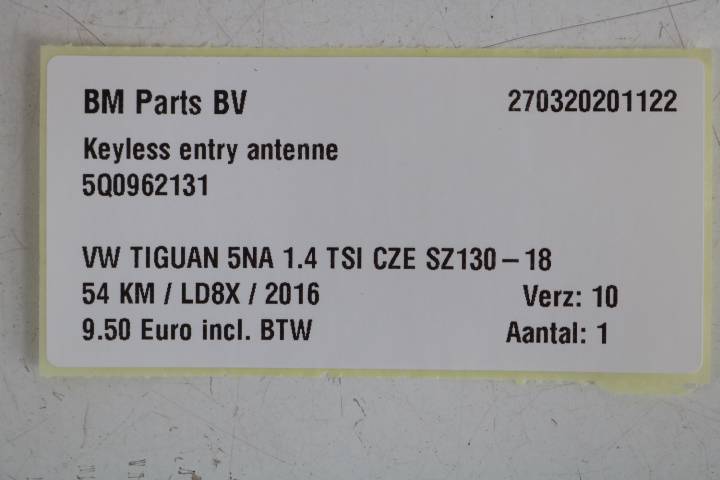 BM Parts BV 270320201122
Keyless entry antenne
5Q0962131
VW TIGUAN 5NA 1.4 TSI CZE SZ130-18
54 KM / LD8X / 2016 Verz: 10
9.50 Euro incl. BTW Aantal: 1